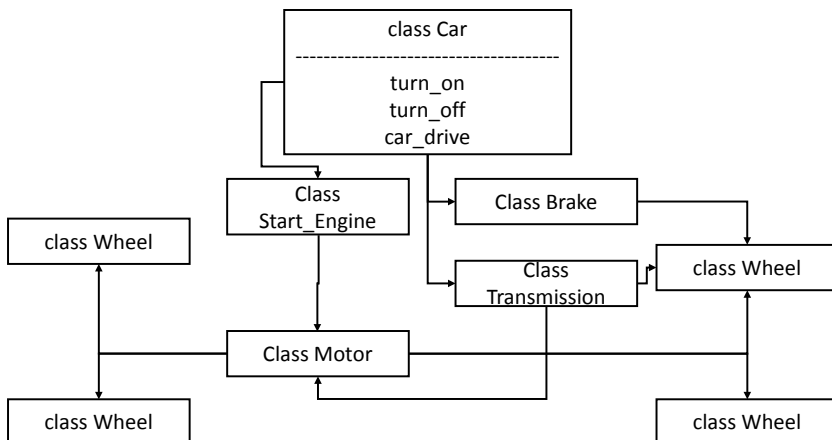 class Car
------------------------------------
turn_on
turn_off
car_drive
Class
Start_Engine
Class Brake
class Wheel
class Wheel
Class
Transmission
Class Motor
class Wheel
class Wheel